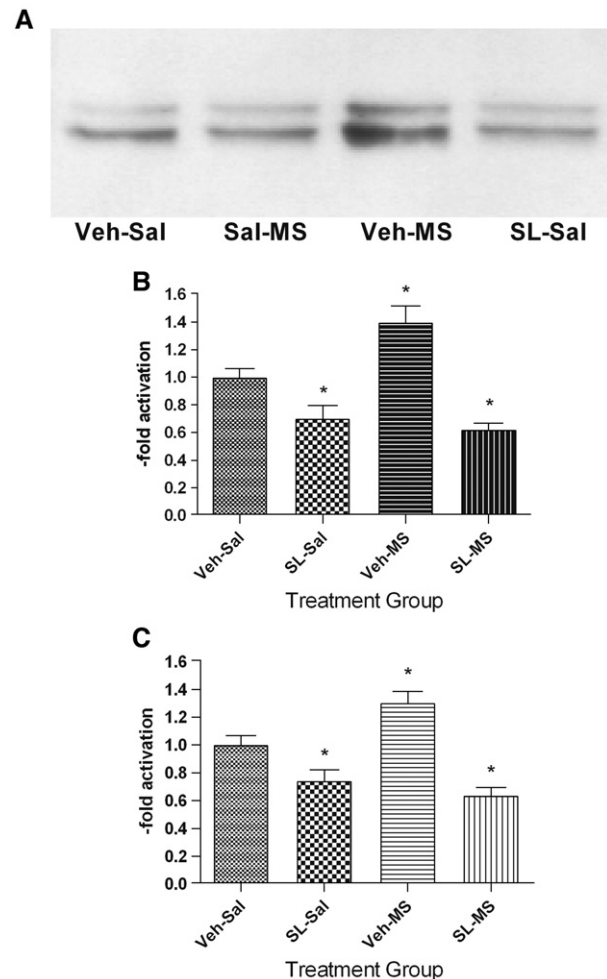 A
Veh-Sal Sal-MS Veh-MS SL-Sal
B
1.6
1.4
1.2
1.0
0.8
0.6
0.4
0.2
0.0
-fold activation
* * *
Veh-Sal SL-Sal Veh-MS SL-MS
Treatment Group
C
1.6
1.4
1.2
1.0
0.8
0.6
0.4
0.2
0.0
-fold activation
* * *
Veh-Sal SL-Sal Veh-MS SL-MS
Treatment Group